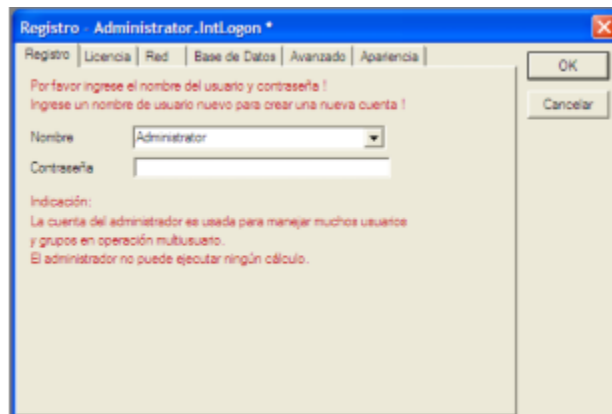 Registro - Administrator.IntLogon *
Registro Licencia Red Base de Datos Avanzado Apariencia
OK
Por favor ingrese el nombre del usuario y contraseña !
Ingrese un nombre de usuario nuevo para crear una nueva cuenta !
Cancelar
Nombre Administrator
Contraseña
Indicación:
La cuenta del administrador es usada para manejar muchos usuarios
y grupos en operación multiusuario.
El administrador no puede ejecutar ningún cálculo.